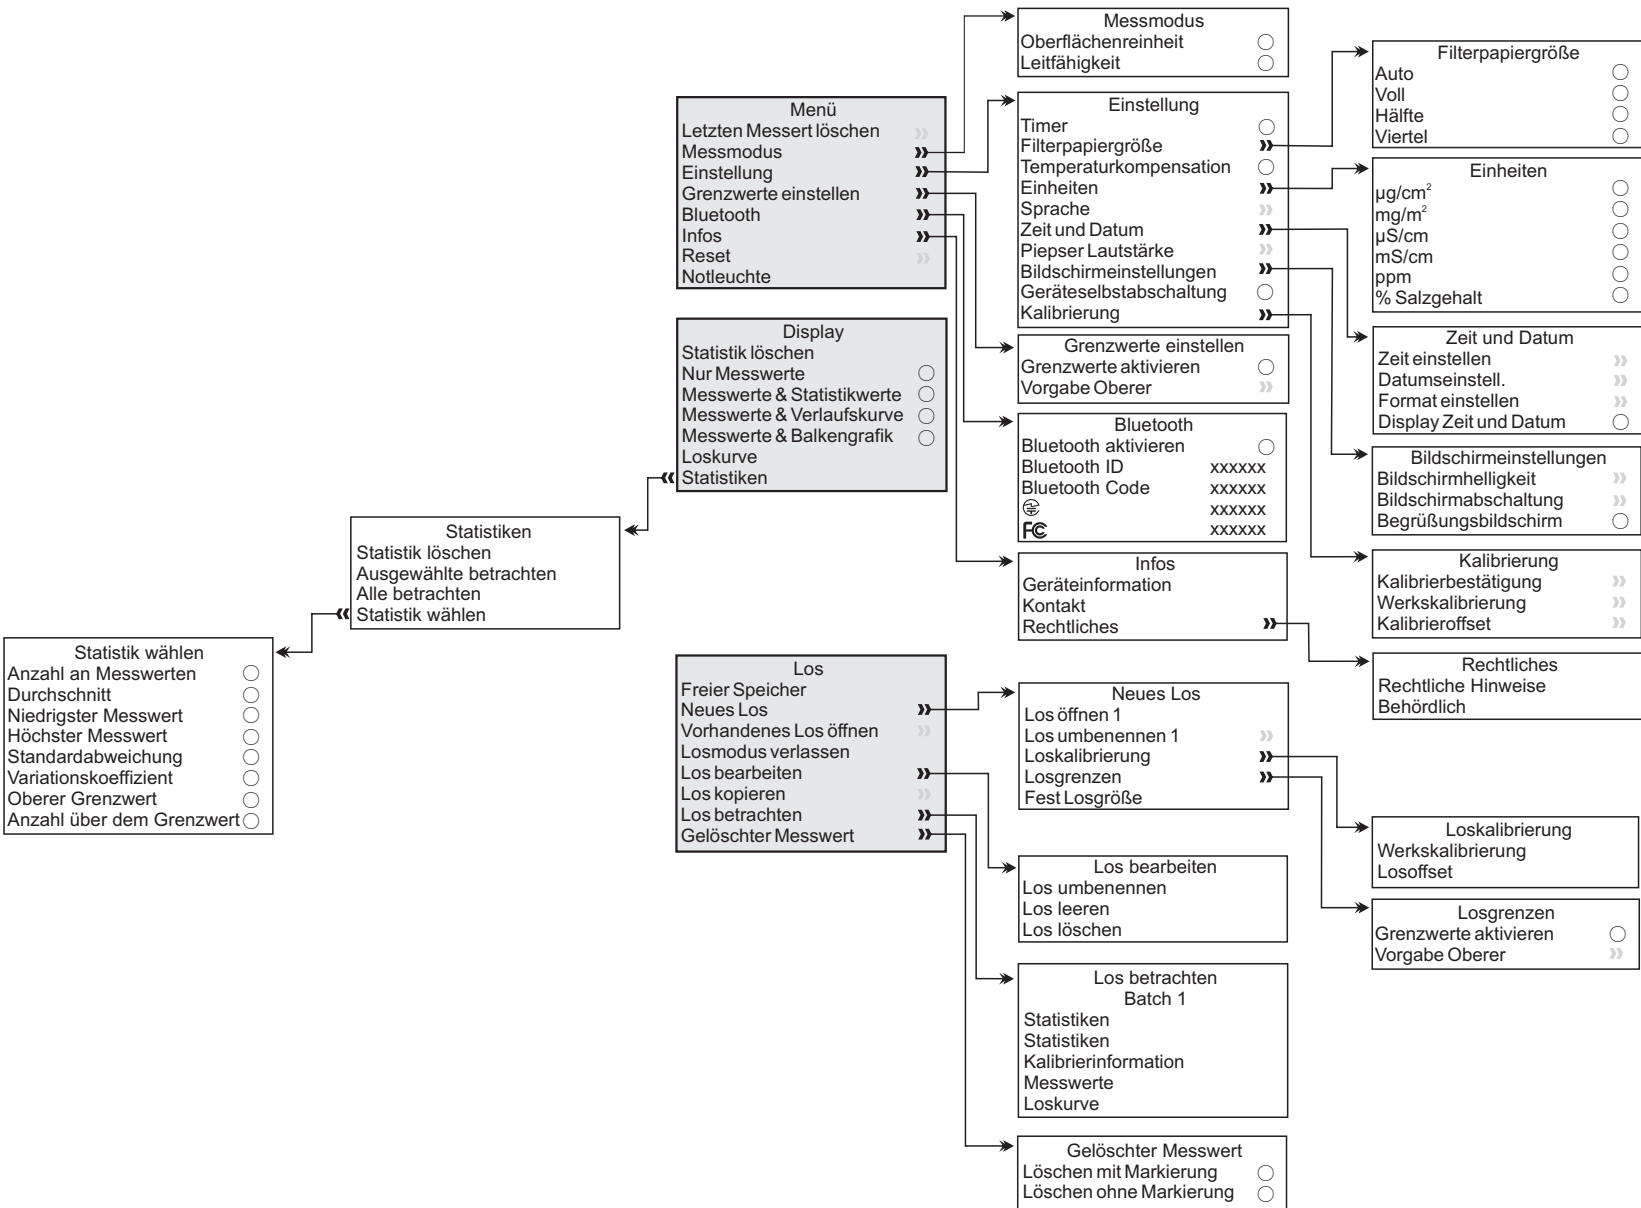 Messmodus
Oberflächenreinheit
Leitfähigkeit
Filterpapiergröße
Auto
Voll
Hälfte
Viertel
Menü
Letzten Messert löschen
Messmodus
Einstellung
Grenzwerte einstellen
Bluetooth
Infos
Reset
Notleuchte
Einstellung
Timer
Filterpapiergröße
Temperaturkompensation
Einheiten
Sprache
Zeit und Datum
Piepser Lautstärke
Bildschirmeinstellungen
Geräteselbstabschaltung
Kalibrierung
Einheiten
µg/cm²
mg/m²
µS/cm
mS/cm
ppm
% Salzgehalt
Display
Statistik löschen
Nur Messwerte
Messwerte & Statistikwerte
Messwerte & Verlaufskurve
Messwerte & Balkengrafik
Loskurve
Statistiken
Grenzwerte einstellen
Grenzwerte aktivieren
Vorgabe Oberer
Zeit und Datum
Zeit einstellen
Datumseinstell.
Format einstellen
Display Zeit und Datum
Bluetooth
Bluetooth aktivieren
Bluetooth ID xxxxxx
Bluetooth Code xxxxxx
xxxxxx
FC xxxxxx
Bildschirmeinstellungen
Bildschirmhelligkeit
Bildschirmabschaltung
Begrüßungsbildschirm
Statistiken
Statistik löschen
Ausgewählte betrachten
Alle betrachten
Statistik wählen
Infos
Geräteinformation
Kontakt
Rechtliches
Kalibrierung
Kalibrierbestätigung
Werkskalibrierung
Kalibrieroffset
Statistik wählen
Anzahl an Messwerten
Durchschnitt
Niedrigster Messwert
Höchster Messwert
Standardabweichung
Variationskoeffizient
Oberer Grenzwert
Anzahl über dem Grenzwert
Los
Freier Speicher
Neues Los
Vorhandenes Los öffnen
Losmodus verlassen
Los bearbeiten
Los kopieren
Los betrachten
Gelöschter Messwert
Rechtliches
Rechtliche Hinweise
Behördlich
Neues Los
Los öffnen 1
Los umbenennen 1
Loskalibrierung
Losgrenzen
Fest Losgröße
Loskalibrierung
Werkskalibrierung
Losoffset
Los bearbeiten
Los umbenennen
Los leeren
Los löschen
Losgrenzen
Grenzwerte aktivieren
Vorgabe Oberer
Los betrachten
Batch 1
Statistiken
Statistiken
Kalibrierinformation
Messwerte
Loskurve
Gelöschter Messwert
Löschen mit Markierung
Löschen ohne Markierung